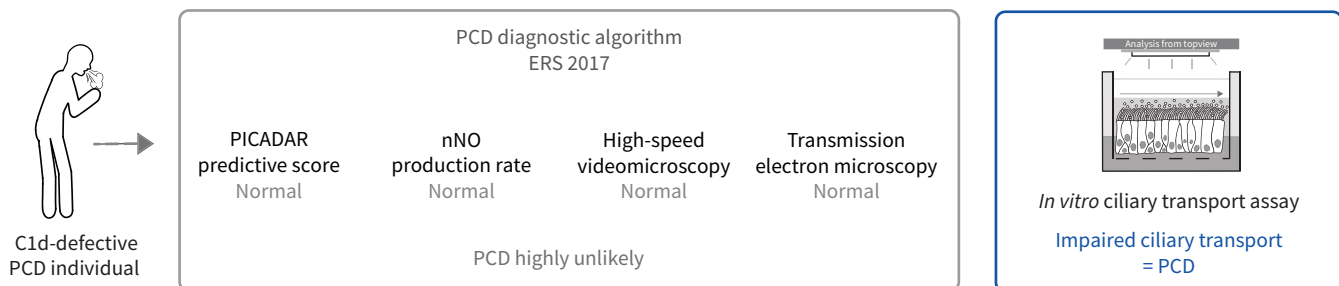 C1d-defective
PCD individual
PCD diagnostic algorithm
ERS 2017
PICADAR
predictive score
Normal
nNO
production rate
Normal
High-speed
videomicroscopy
Normal
Transmission
electron microscopy
Normal
PCD highly unlikely
Analysis from topview
In vitro ciliary transport assay
Impaired ciliary transport
= PCD